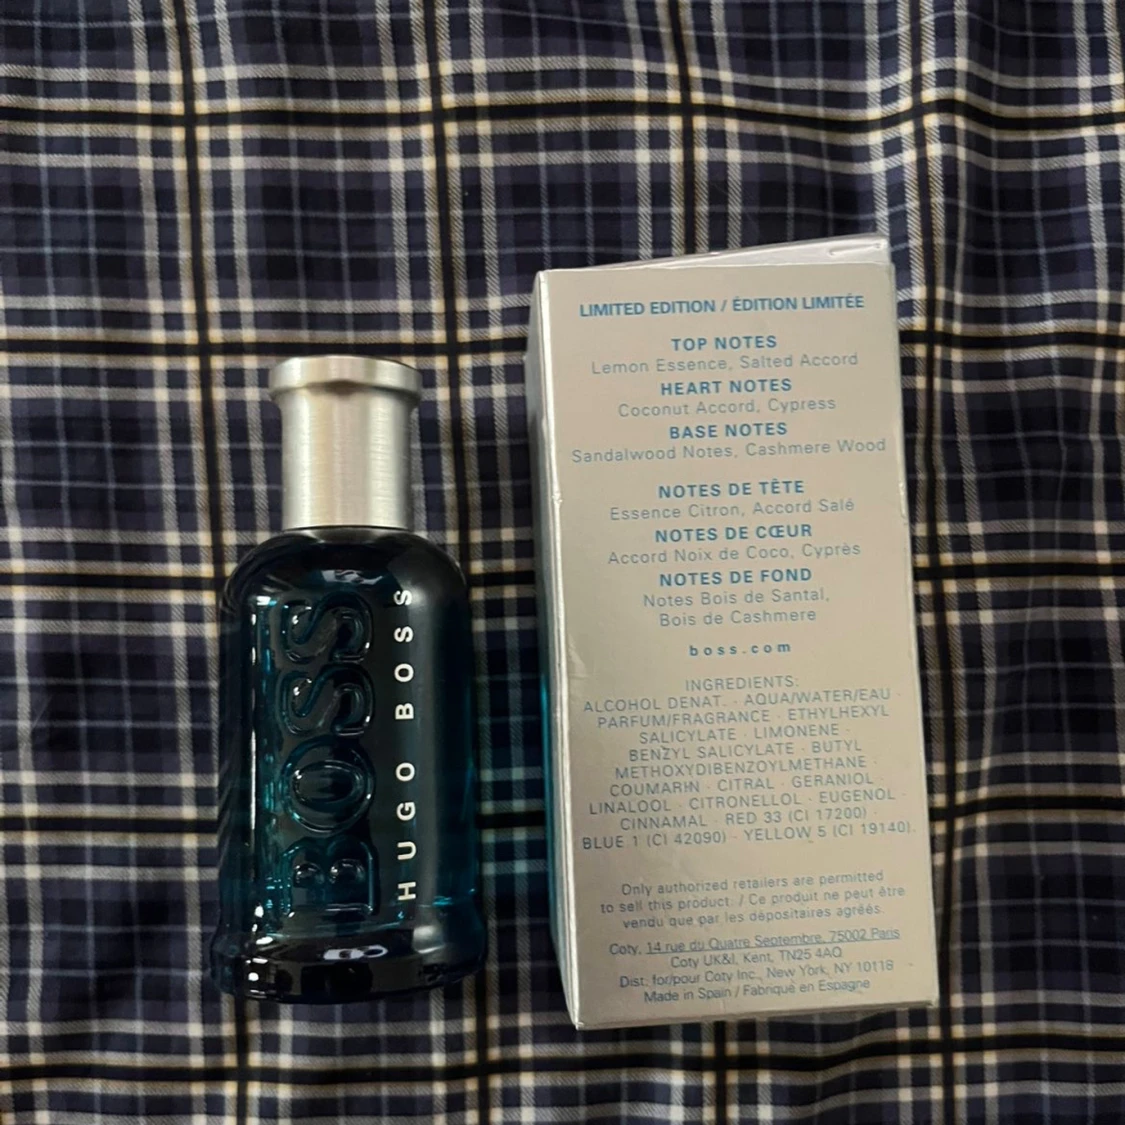 BOSS
HUGO BOSS
LIMITED EDITION / ÉDITION LIMITÉE
TOP NOTES
Lemon Essence, Salted Accord
HEART NOTES
Coconut Accord, Cypress
BASE NOTES
Sandalwood Notes, Cashmere Wood
NOTES DE TÊTE
Essence Citron, Accord Salé
NOTES DE CŒUR
Accord Noix de Coco, Cyprès
NOTES DE FOND
Notes Bois de Santal,
Bois de Cashmere
boss.com
INGREDIENTS:
ALCOHOL DENAT. · AQUA/WATER/EAU ·
PARFUM/FRAGRANCE · ETHYLHEXYL
SALICYLATE · LIMONENE ·
BENZYL SALICYLATE · BUTYL
METHOXYDIBENZOYLMETHANE ·
COUMARIN · CITRAL · GERANIOL ·
LINALOOL · CITRONELLOL · EUGENOL ·
CINNAMAL · RED 33 (CI 17200) ·
BLUE 1 (CI 42090) · YELLOW 5 (CI 19140).
Only authorized retailers are permitted
to sell this product. / Ce produit ne peut être
vendu que par les dépositaires agréés.
Coty, 14 rue du Quatre Septembre, 75002 Paris
Coty UK&I, Kent, TN25 4AQ
Dist. for/pour Coty Inc., New York, NY 10118
Made in Spain / Fabriqué en Espagne